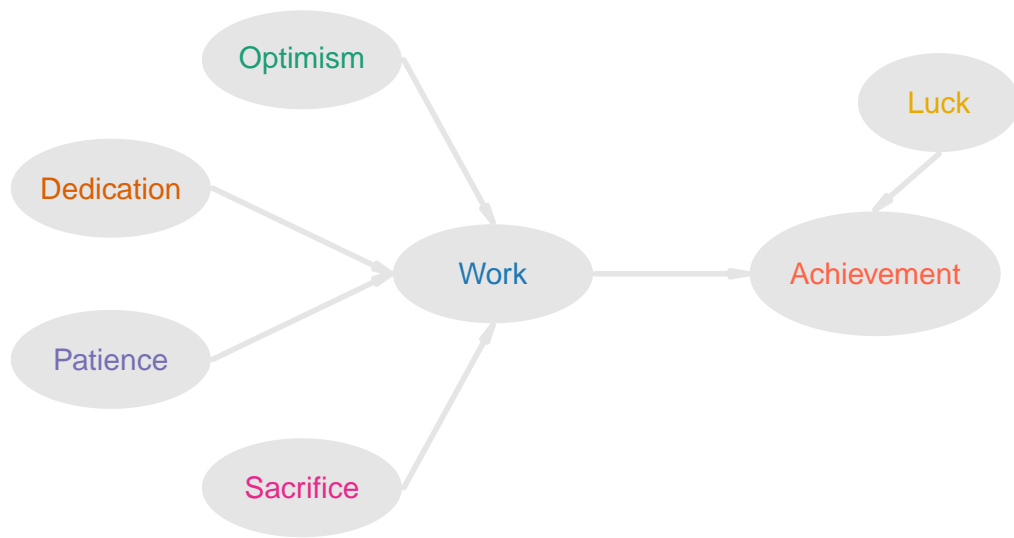 Optimism
Luck
Dedication
Work
Achievement
Patience
Sacrifice